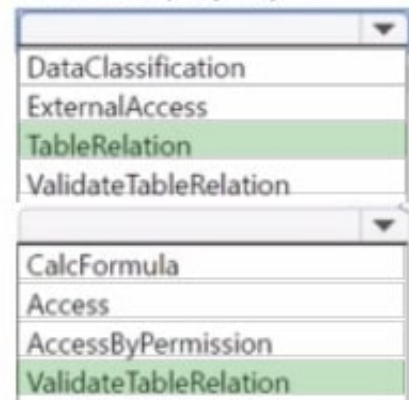 DataClassification
ExternalAccess
TableRelation
ValidateTableRelation
CalcFormula
Access
AccessByPermission
ValidateTableRelation